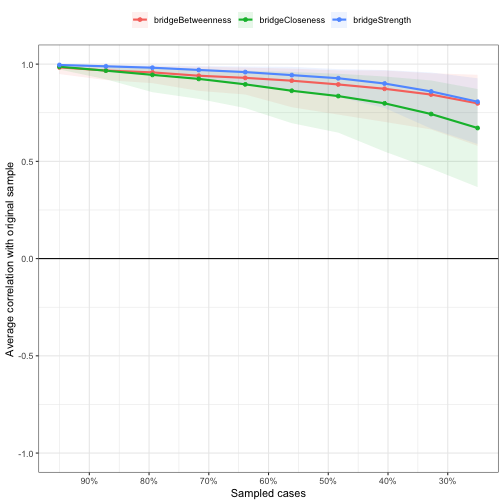 bridgeBetweenness bridgeCloseness bridgeStrength
1.0
0.5
0.0
-0.5
-1.0
Average correlation with original sample
90% 80% 70% 60% 50% 40% 30%
Sampled cases